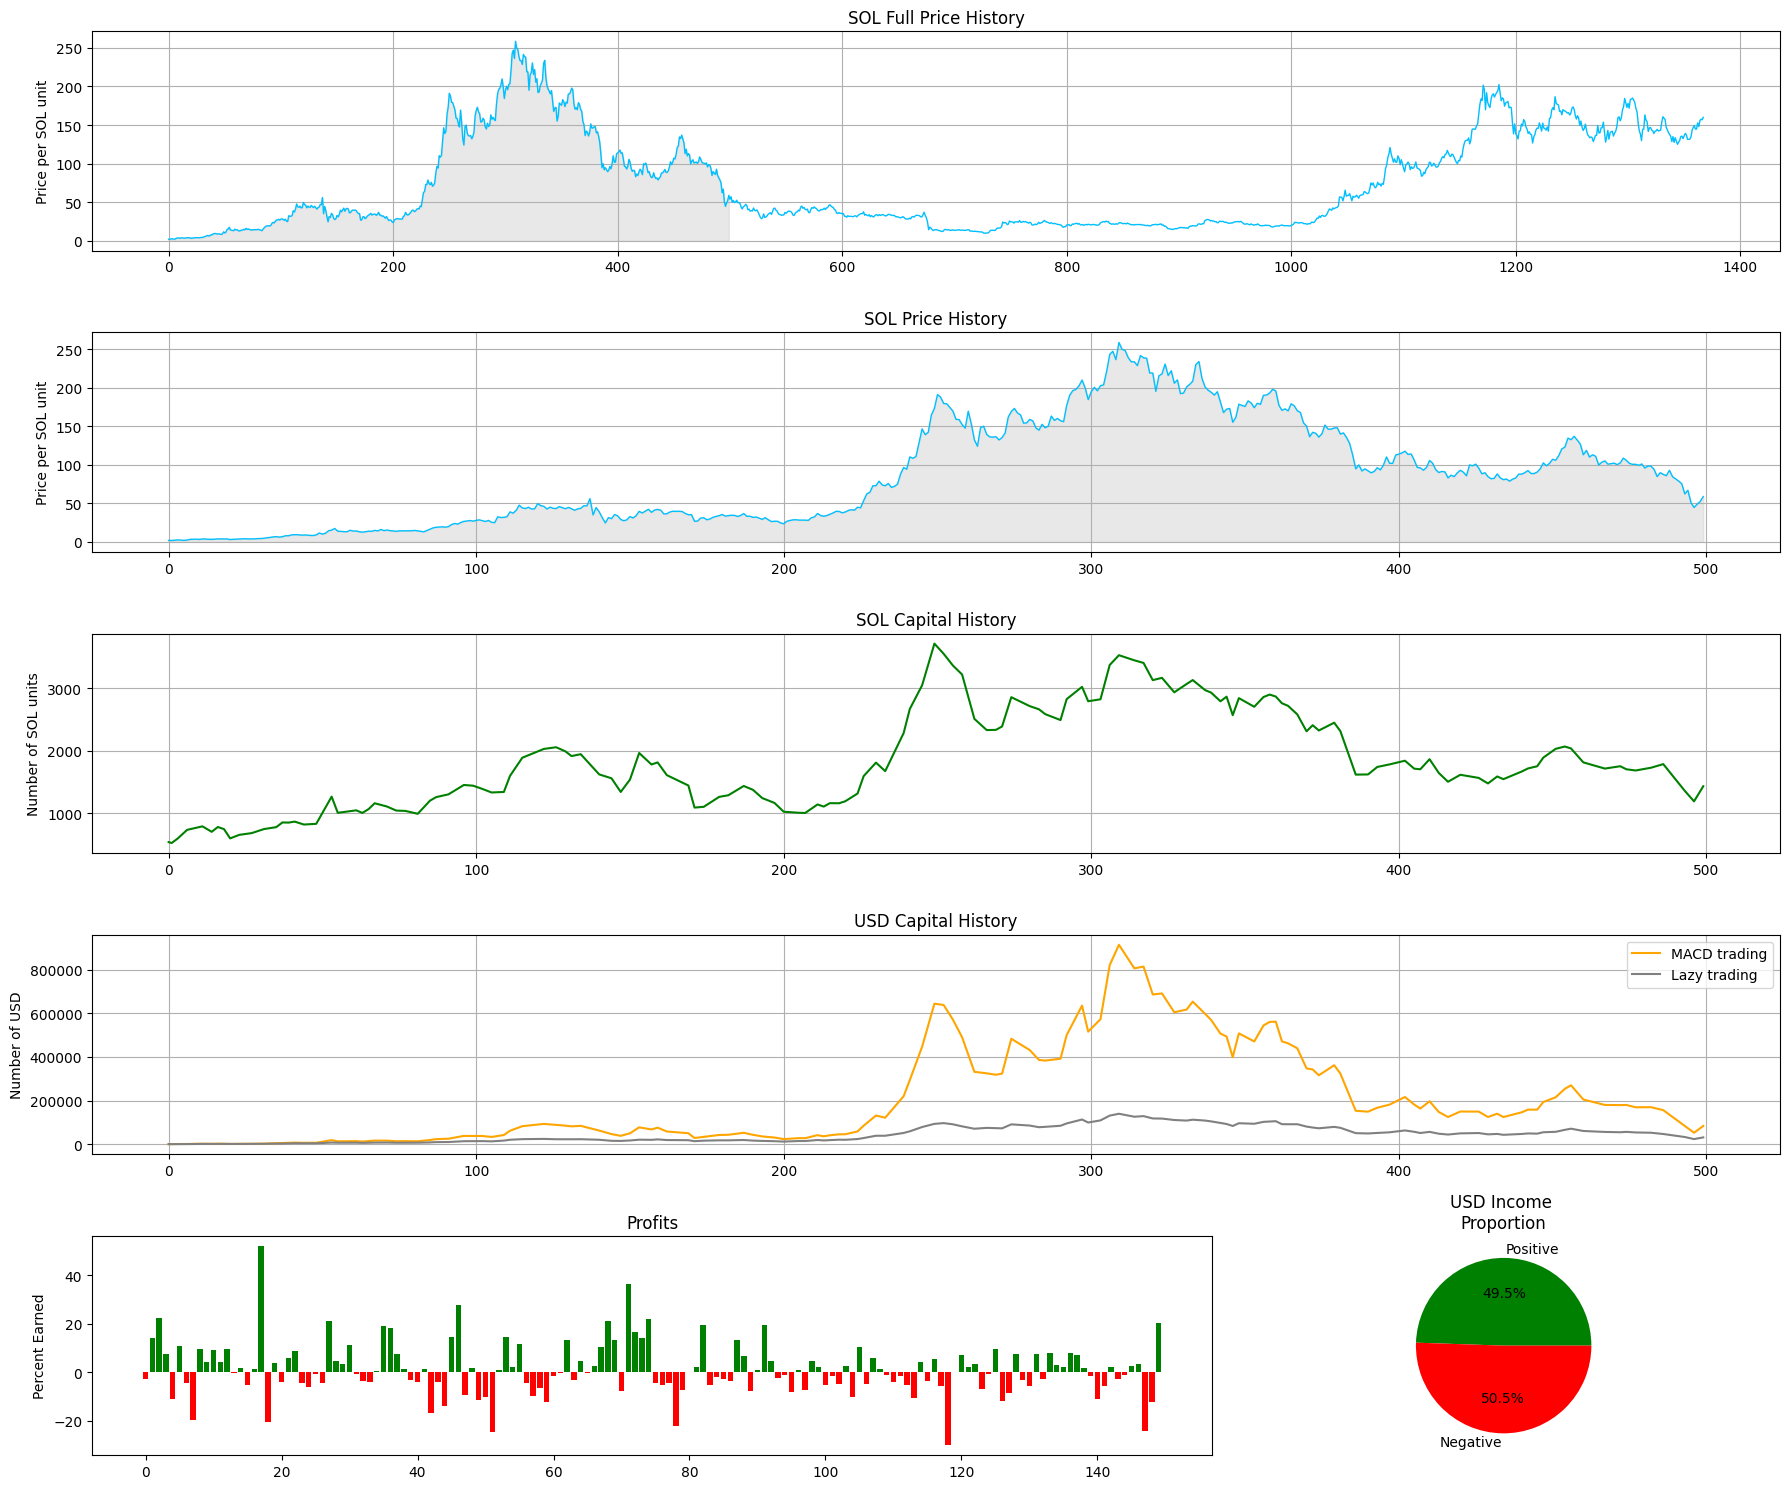 SOL Full Price History
Price per SOL unit
250
200
150
100
50
0
0 200 400 600 800 1000 1200 1400
SOL Price History
Price per SOL unit
250
200
150
100
50
0
0 100 200 300 400 500
SOL Capital History
Number of SOL units
3000
2000
1000
0 100 200 300 400 500
USD Capital History
Number of USD
800000
600000
400000
200000
0
MACD trading
Lazy trading
0 100 200 300 400 500
Profits
Percent Earned
40
20
0
−20
0 20 40 60 80 100 120 140
USD Income
Proportion
Positive
49.5%
50.5%
Negative